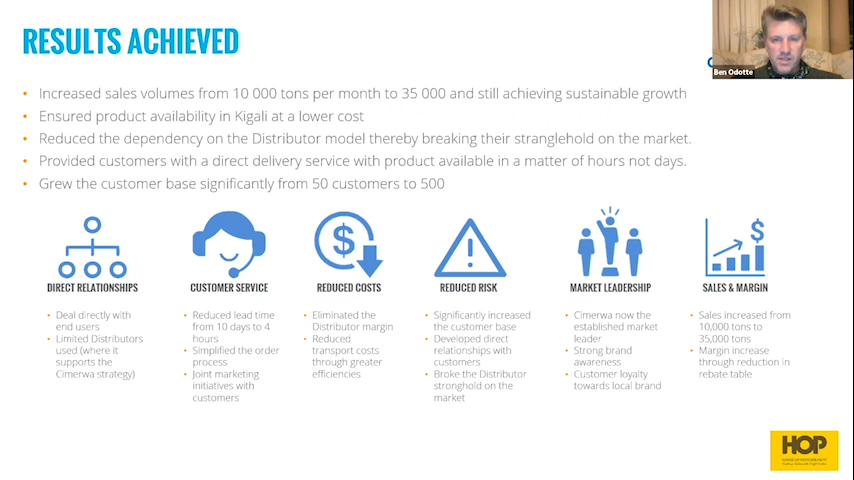 RESULTS ACHIEVED
Ben Odotte
• Increased sales volumes from 10 000 tons per month to 35 000 and still achieving sustainable growth
• Ensured product availability in Kigali at a lower cost
• Reduced the dependency on the Distributor model thereby breaking their stranglehold on the market.
• Provided customers with a direct delivery service with product available in a matter of hours not days.
• Grew the customer base significantly from 50 customers to 500
DIRECT RELATIONSHIPS
• Deal directly with
end users
• Limited Distributors
used (where it
supports the
Cimerwa strategy)
CUSTOMER SERVICE
• Reduced lead time
from 10 days to 4
hours
• Simplified the order
process
• Joint marketing
initiatives with
customers
$
REDUCED COSTS
• Eliminated the
Distributor margin
• Reduced
transport costs
through greater
efficiencies
REDUCED RISK
• Significantly increased
the customer base
• Developed direct
relationships with
customers
• Broke the Distributor
stronghold on the
market
MARKET LEADERSHIP
• Cimerwa now the
established market
leader
• Strong brand
awareness
• Customer loyalty
towards local brand
$
SALES & MARGIN
• Sales increased from
10,000 tons to
35,000 tons
• Margin increase
through reduction in
rebate table
HOP